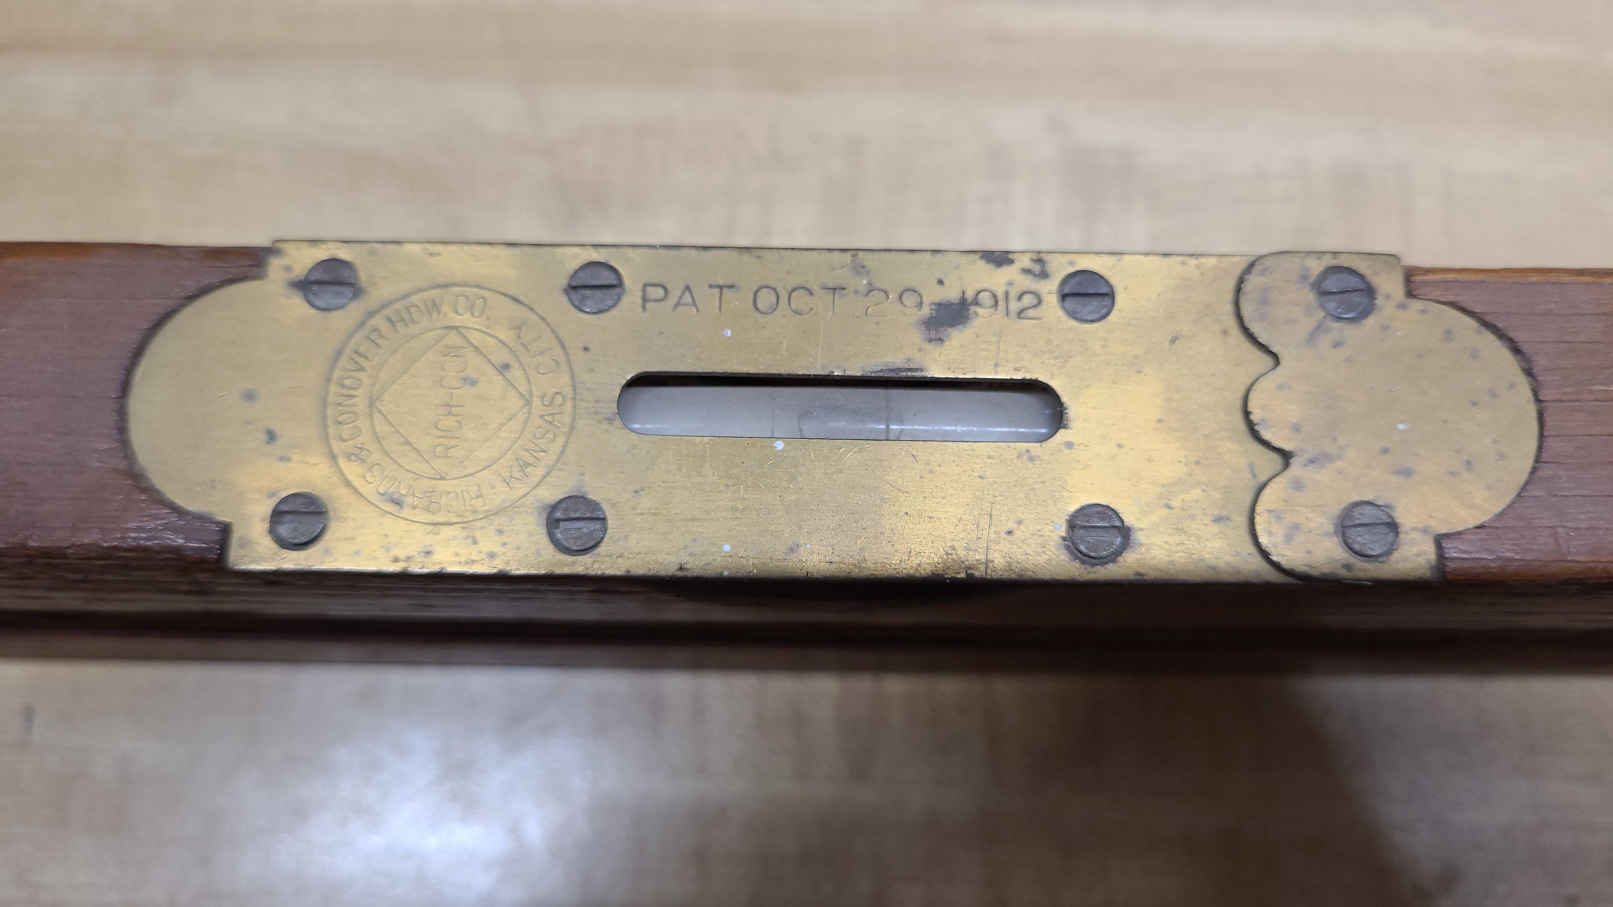 RICHARDS & CONOVER HDW. CO.
KANSAS CITY
RICH-CON
PAT OCT 29 1912